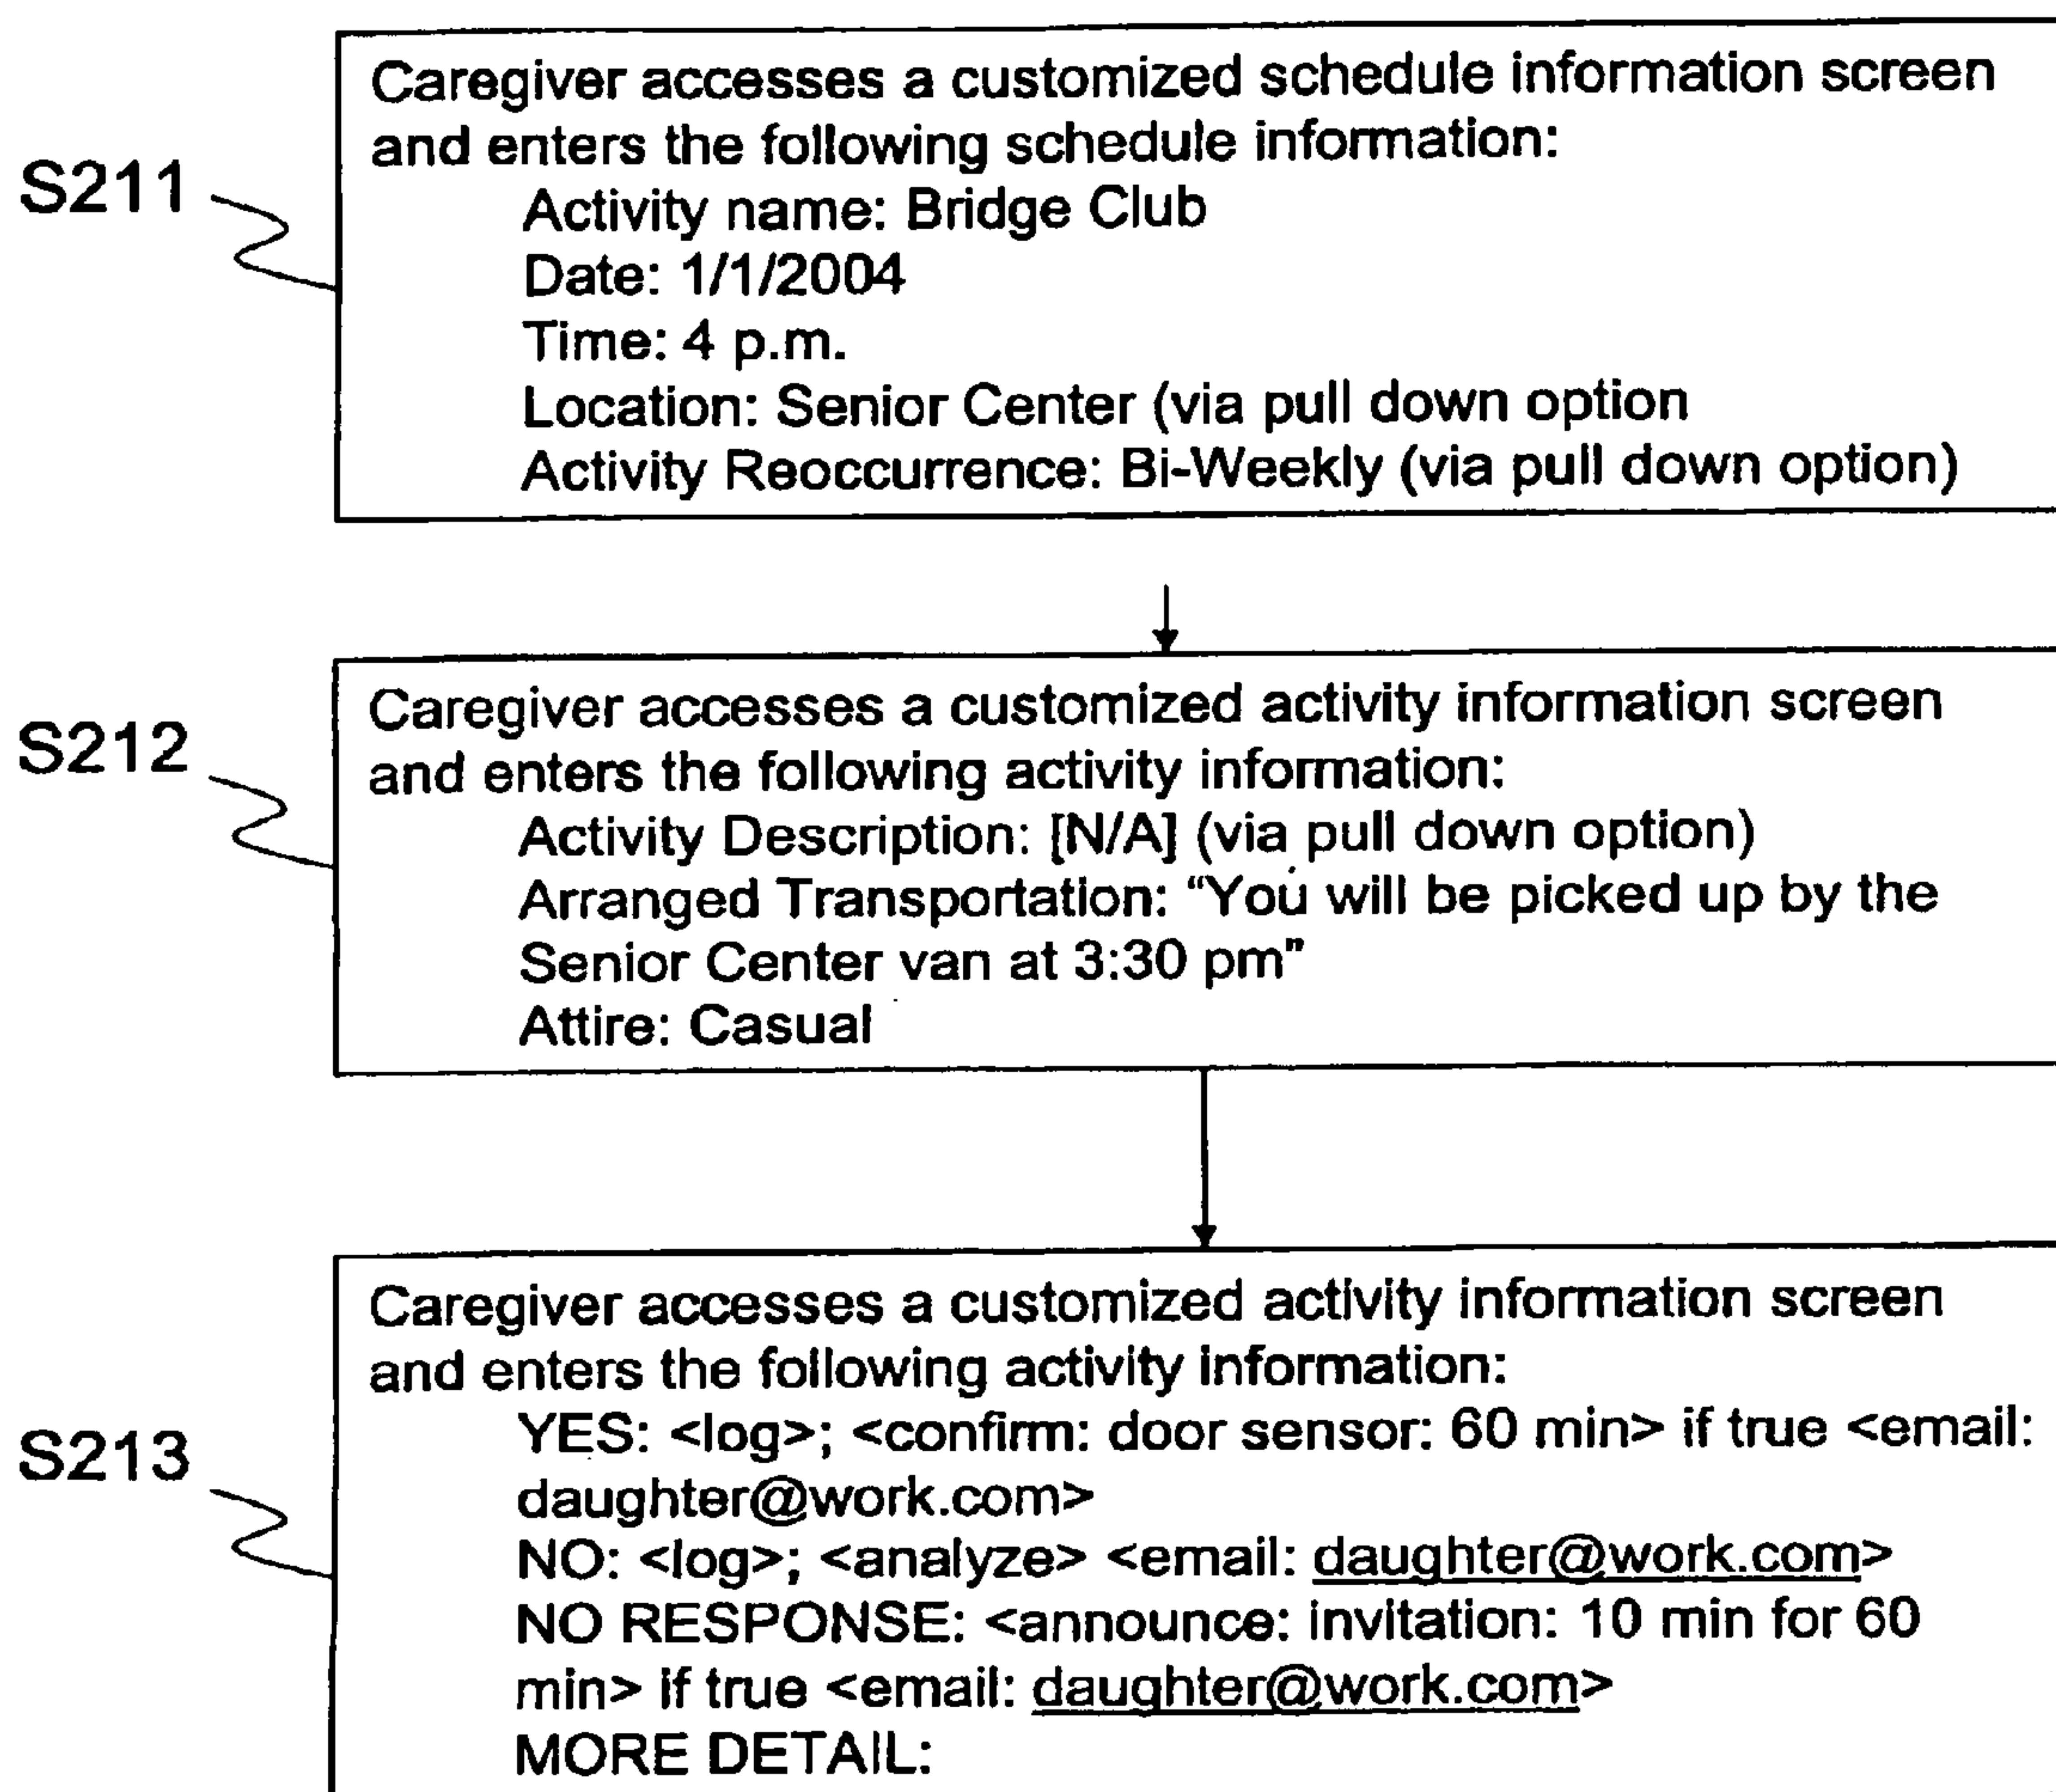 Caregiver accesses a customized schedule information screen
and enters the following schedule information:
S211
Activity name: Bridge Club
Date: 1/1/2004
Time: 4 p.m.
Location: Senior Center (via pull down option
Activity Reoccurrence: Bi-Weekly (via pull down option)
Caregiver accesses a customized activity information screen
S212
and enters the following activity information:
Activity Description: [N/A] (via pull down option)
Arranged Transportation: “You will be picked up by the
Senior Center van at 3:30 pm”
Attire: Casual
Caregiver accesses a customized activity information screen
and enters the following activity information:
S213
YES: <log>; <confirm: door sensor: 60 min> if true <email:
daughter@work.com>
NO: <log>; <analyze> <email: daughter@work.com>
NO RESPONSE: <announce: invitation: 10 min for 60
min> if true <email: daughter@work.com>
MORE DETAIL: